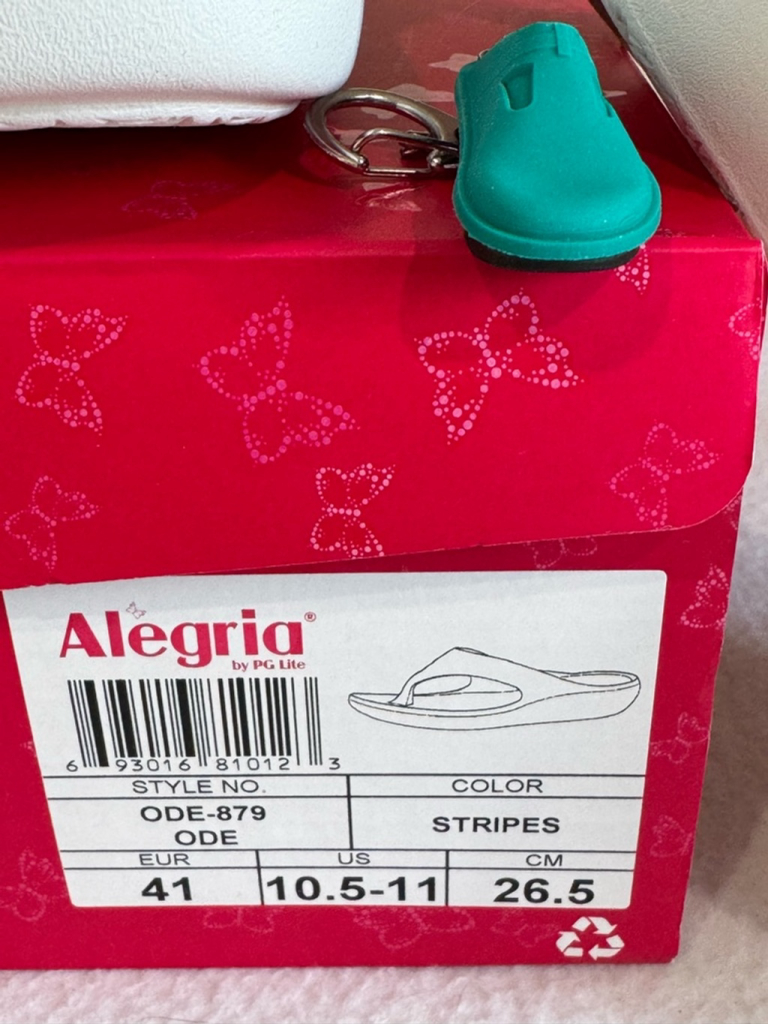 Alegria®
by PG Lite
6 93016 81012 3
STYLE NO.
COLOR
ODE-879
ODE
STRIPES
EUR
US
CM
41
10.5-11
26.5